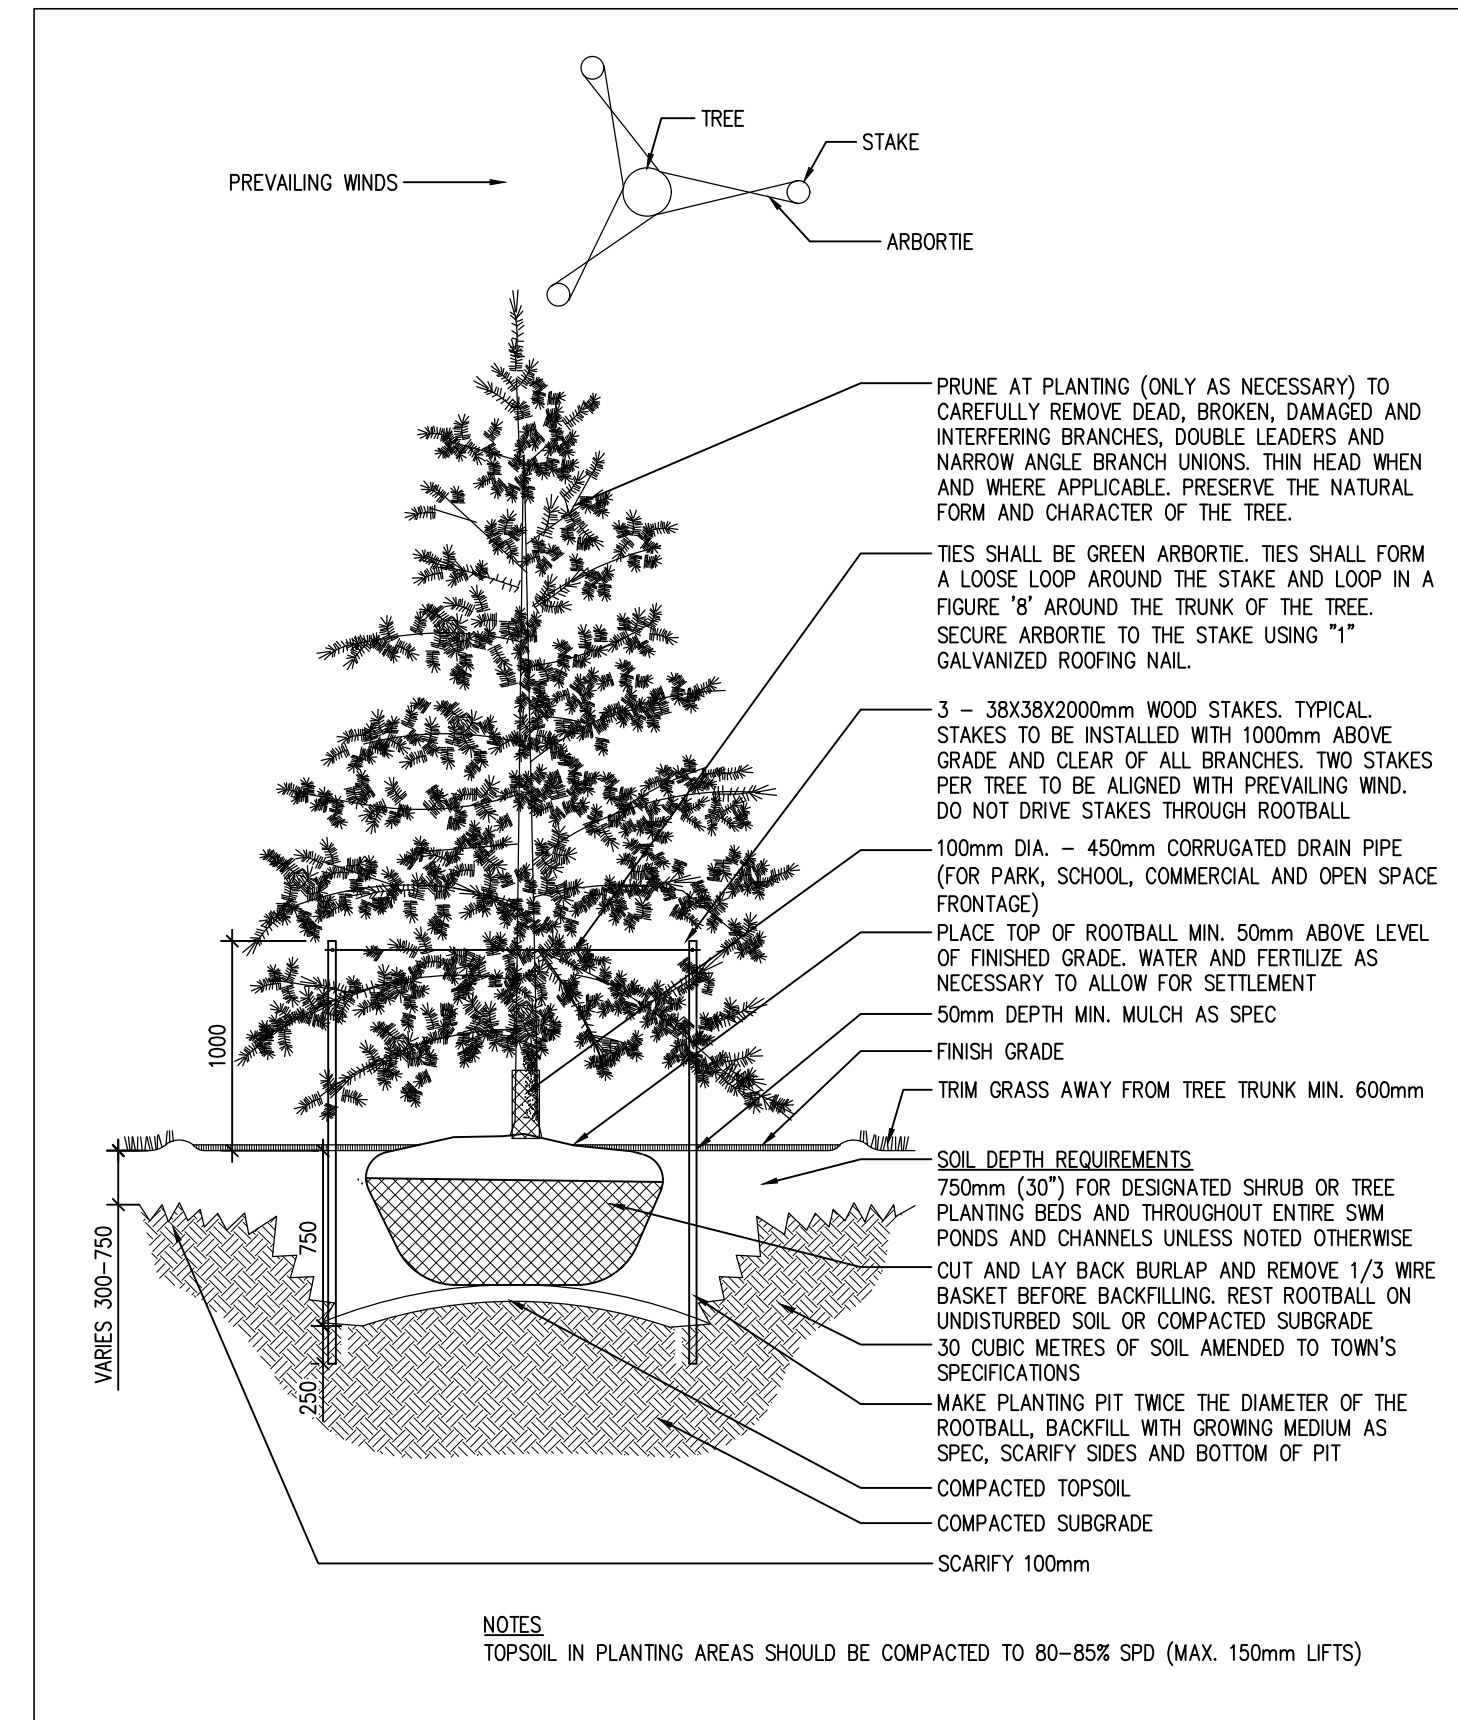 TREE
STAKE
PREVAILING WINDS
ARBORTIE
PRUNE AT PLANTING (ONLY AS NECESSARY) TO
CAREFULLY REMOVE DEAD, BROKEN, DAMAGED AND
INTERFERING BRANCHES, DOUBLE LEADERS AND
NARROW ANGLE BRANCH UNIONS. THIN HEAD WHEN
AND WHERE APPLICABLE. PRESERVE THE NATURAL
FORM AND CHARACTER OF THE TREE.
TIES SHALL BE GREEN ARBORTIE. TIES SHALL FORM
A LOOSE LOOP AROUND THE STAKE AND LOOP IN A
FIGURE '8' AROUND THE TRUNK OF THE TREE.
SECURE ARBORTIE TO THE STAKE USING "1"
GALVANIZED ROOFING NAIL.
3 - 38X38X2000mm WOOD STAKES. TYPICAL.
STAKES TO BE INSTALLED WITH 1000mm ABOVE
GRADE AND CLEAR OF ALL BRANCHES. TWO STAKES
PER TREE TO BE ALIGNED WITH PREVAILING WIND.
DO NOT DRIVE STAKES THROUGH ROOTBALL
100mm DIA. - 450mm CORRUGATED DRAIN PIPE
(FOR PARK, SCHOOL, COMMERCIAL AND OPEN SPACE
FRONTAGE)
PLACE TOP OF ROOTBALL MIN. 50mm ABOVE LEVEL
OF FINISHED GRADE. WATER AND FERTILIZE AS
NECESSARY TO ALLOW FOR SETTLEMENT
50mm DEPTH MIN. MULCH AS SPEC
FINISH GRADE
TRIM GRASS AWAY FROM TREE TRUNK MIN. 600mm
SOIL DEPTH REQUIREMENTS
750mm (30") FOR DESIGNATED SHRUB OR TREE
PLANTING BEDS AND THROUGHOUT ENTIRE SWM
PONDS AND CHANNELS UNLESS NOTED OTHERWISE
CUT AND LAY BACK BURLAP AND REMOVE 1/3 WIRE
BASKET BEFORE BACKFILLING. REST ROOTBALL ON
UNDISTURBED SOIL OR COMPACTED SUBGRADE
30 CUBIC METRES OF SOIL AMENDED TO TOWN'S
SPECIFICATIONS
MAKE PLANTING PIT TWICE THE DIAMETER OF THE
ROOTBALL, BACKFILL WITH GROWING MEDIUM AS
SPEC, SCARIFY SIDES AND BOTTOM OF PIT
COMPACTED TOPSOIL
COMPACTED SUBGRADE
SCARIFY 100mm
1000
750
250
VARIES 300-750
NOTES
TOPSOIL IN PLANTING AREAS SHOULD BE COMPACTED TO 80-85% SPD (MAX. 150mm LIFTS)